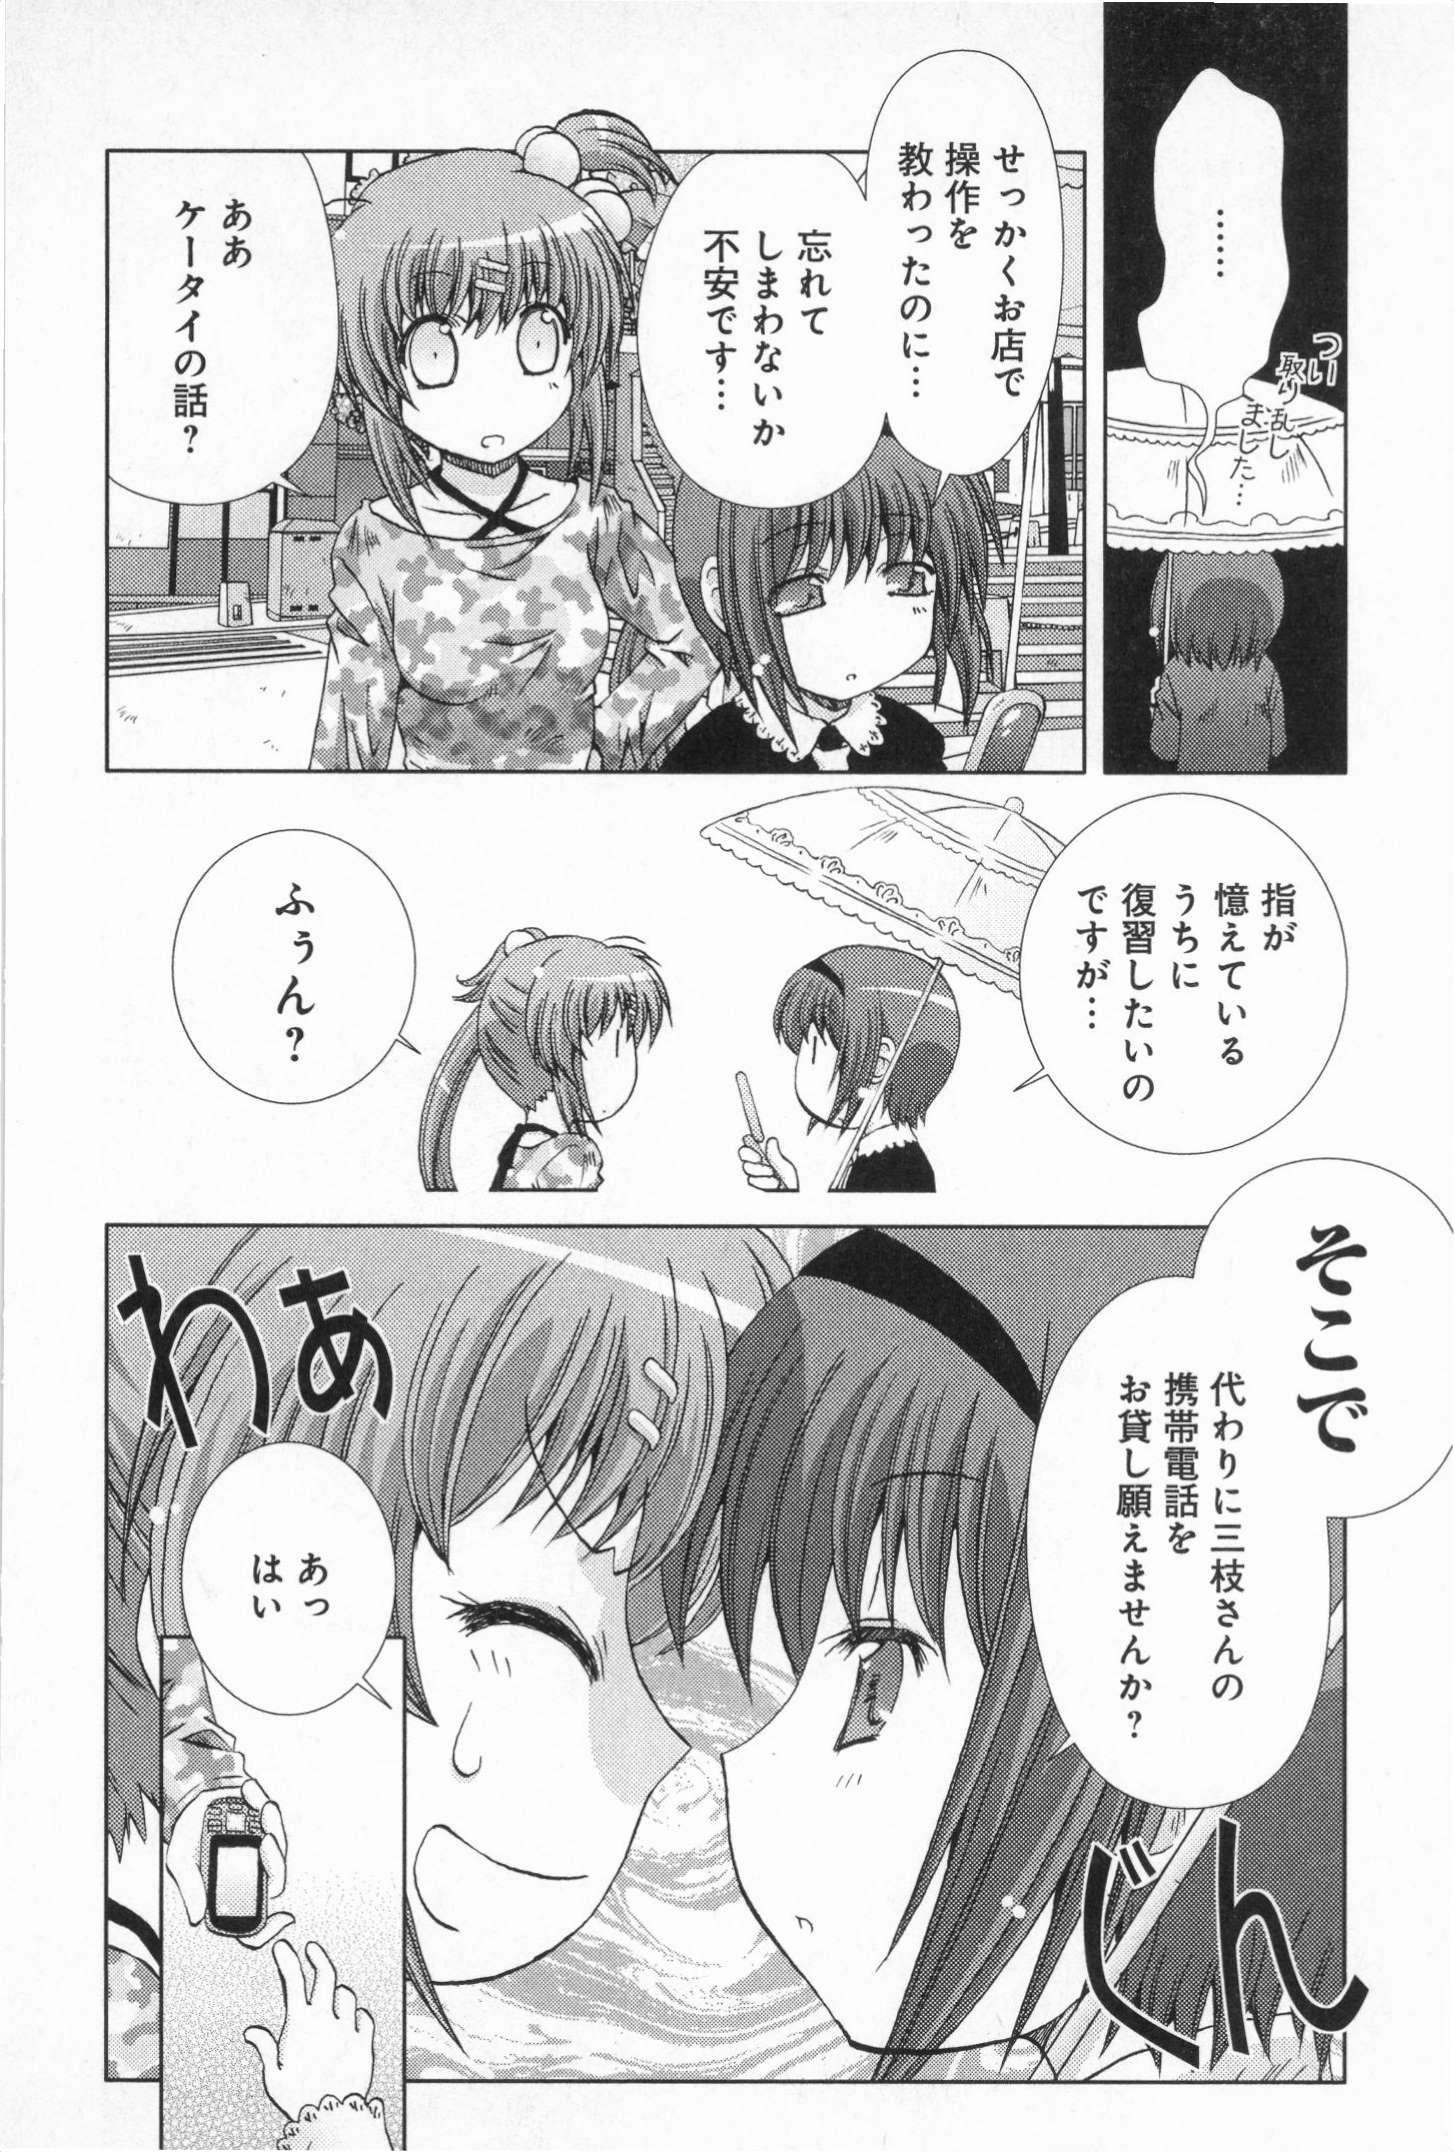 ……
つい
取り乱し
ました…
せっかくお店で
操作を
教わったのに…
忘れて
しまわないか
不安です…
ああ
ケータイの話？
指が
憶えている
うちに
復習したいの
ですが…
ふぅん？
そこで
代わりに三枝さんの
携帯電話を
お貸し願えませんか？
じん
わあ
あっ
はい